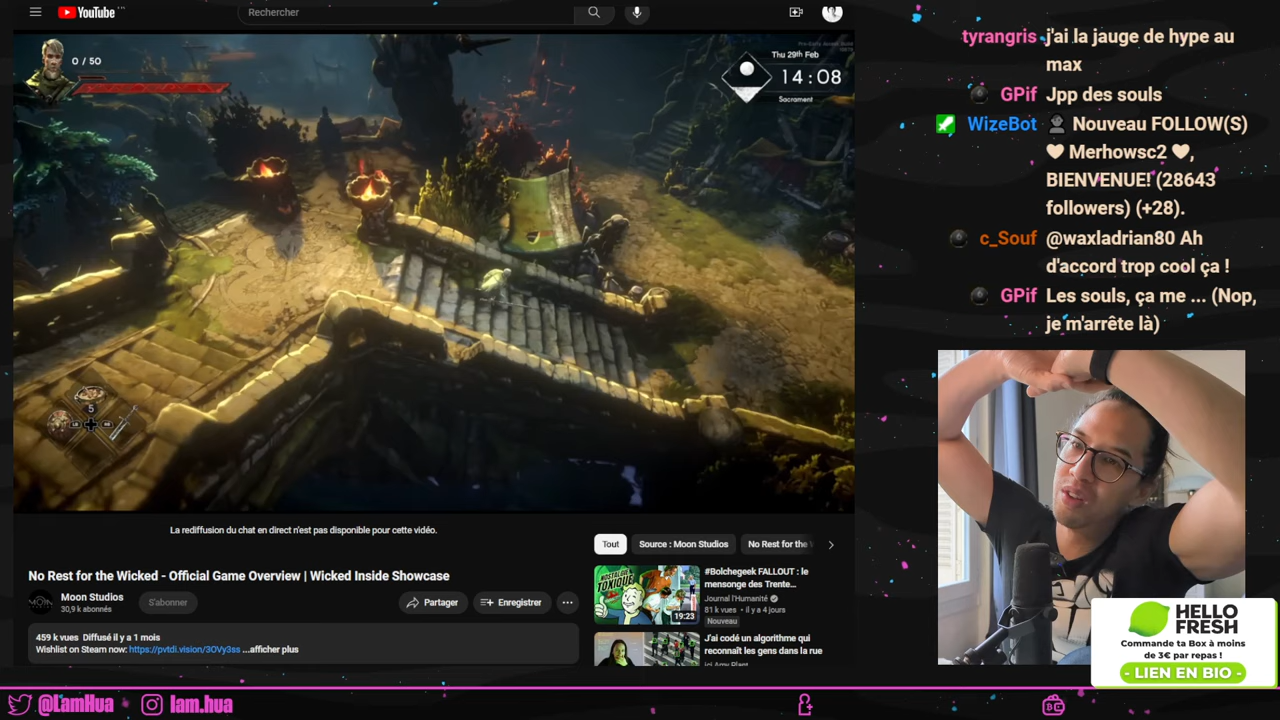 YouTube
Rechercher
0 / 50
Thu 29th Feb
14:08
Sacrament
5
LB
RB
La rediffusion du chat en direct n'est pas disponible pour cette vidéo.
No Rest for the Wicked - Official Game Overview | Wicked Inside Showcase
Moon Studios
30,9 k abonnés
S'abonner
Partager
Enregistrer
459 k vues Diffusé il y a 1 mois
Wishlist on Steam now: https://pvtdi.vision/3OVy3ss ...afficher plus
Tout
Source : Moon Studios
No Rest for the
NOSTALGIE
TOXIQUE
19:23
#Bolchegeek FALLOUT : le
mensonge des Trente...
Journal l'Humanité
81 k vues • il y a 4 jours
Nouveau
J'ai codé un algorithme qui
reconnaît les gens dans la rue
tyrangris j'ai la jauge de hype au
max
GPif Jpp des souls
WizeBot Nouveau FOLLOW(S)
Merhowsc2 ,
BIENVENUE! (28643
followers) (+28).
c_Souf @waxladrian80 Ah
d'accord trop cool ça !
GPif Les souls, ça me ... (Nop,
je m'arrête là)
HELLO
FRESH
Commande ta Box à moins
de 3€ par repas !
- LIEN EN BIO -
@LamHua
lam.hua